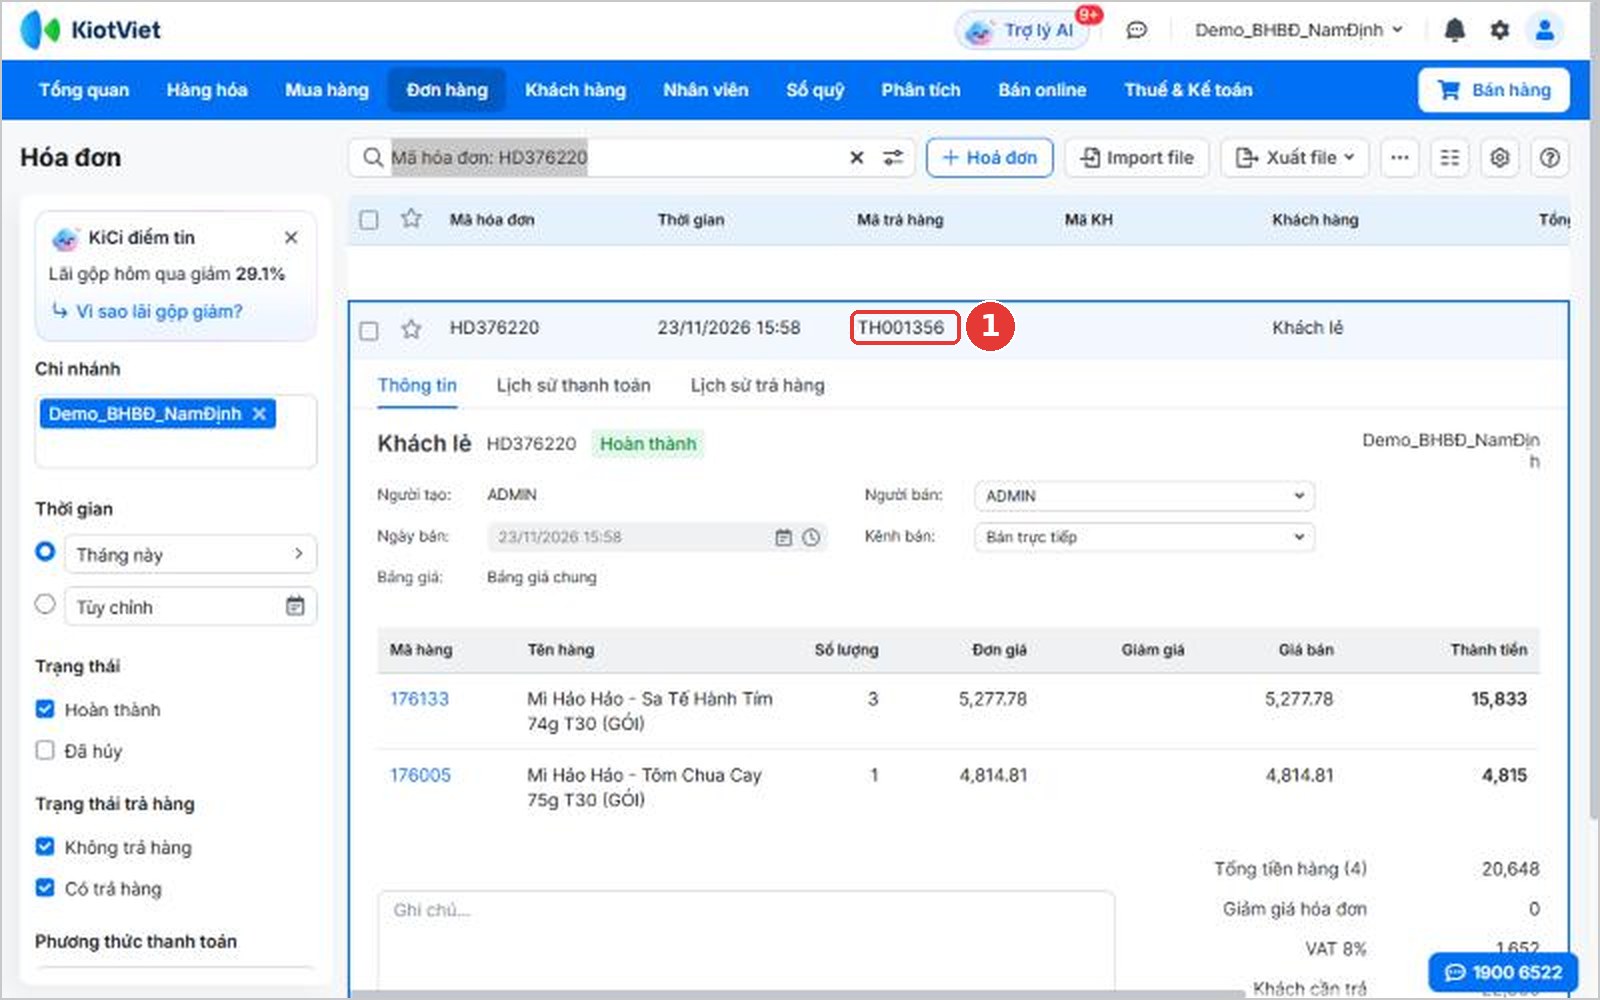 KiotViet
Trợ lý AI
9+
Demo_BHBĐ_NamĐịnh
Tổng quan
Hàng hóa
Mua hàng
Đơn hàng
Khách hàng
Nhân viên
Sổ quỹ
Phân tích
Bán online
Thuế & Kế toán
Bán hàng
Hóa đơn
Mã hóa đơn: HD376220
Hoá đơn
Import file
Xuất file
KiCi điểm tin
Lãi gộp hôm qua giảm 29.1%
Vì sao lãi gộp giảm?
Chi nhánh
Demo_BHBĐ_NamĐịnh
Thời gian
Tháng này
Tùy chỉnh
Trạng thái
Hoàn thành
Đã hủy
Trạng thái trả hàng
Không trả hàng
Có trả hàng
Phương thức thanh toán
Mã hóa đơn
Thời gian
Mã trả hàng
Mã KH
Khách hàng
HD376220
23/11/2026 15:58
TH001356
1
Khách lẻ
Thông tin
Lịch sử thanh toán
Lịch sử trả hàng
Khách lẻ
HD376220
Hoàn thành
Demo_BHBĐ_NamĐịn
h
Người tạo:
ADMIN
Người bán:
ADMIN
Ngày bán:
23/11/2026 15:58
Kênh bán:
Bán trực tiếp
Bảng giá:
Bảng giá chung
Mã hàng
Tên hàng
Số lượng
Đơn giá
Giảm giá
Giá bán
Thành tiền
176133
Mì Hảo Hảo - Sa Tế Hành Tím
74g T30 (GÓI)
3
5,277.78
5,277.78
15,833
176005
Mì Hảo Hảo - Tôm Chua Cay
75g T30 (GÓI)
1
4,814.81
4,814.81
4,815
Ghi chú...
Tổng tiền hàng (4)
20,648
Giảm giá hóa đơn
0
VAT 8%
1,652
Khách cần trả
1900 6522